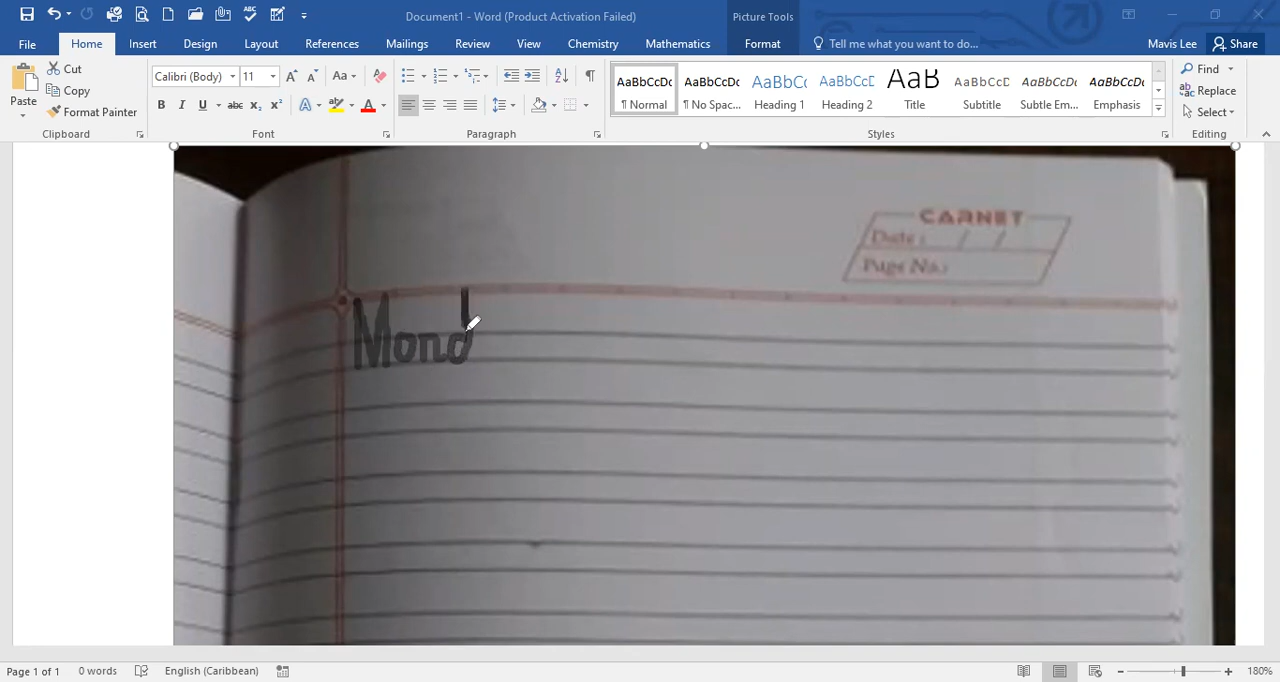 Document1 - Word (Product Activation Failed)
Picture Tools
File Home Insert Design Layout References Mailings Review View Chemistry Mathematics Format Tell me what you want to do... Mavis Lee Share
Paste
Cut
Copy
Format Painter
Clipboard
Calibri (Body) 11
Font
Paragraph
AaBbCcDc AaBbCcDc AaBbCc AaBbCcD AaB AaBbCcD AaBbCcDc AaBbCcDc
¶ Normal ¶ No Spac... Heading 1 Heading 2 Title Subtitle Subtle Em... Emphasis
Styles
Find
Replace
Select
Editing
CARNET
Date : / /
Page No.:
Mond
Page 1 of 1 0 words English (Caribbean) 180%